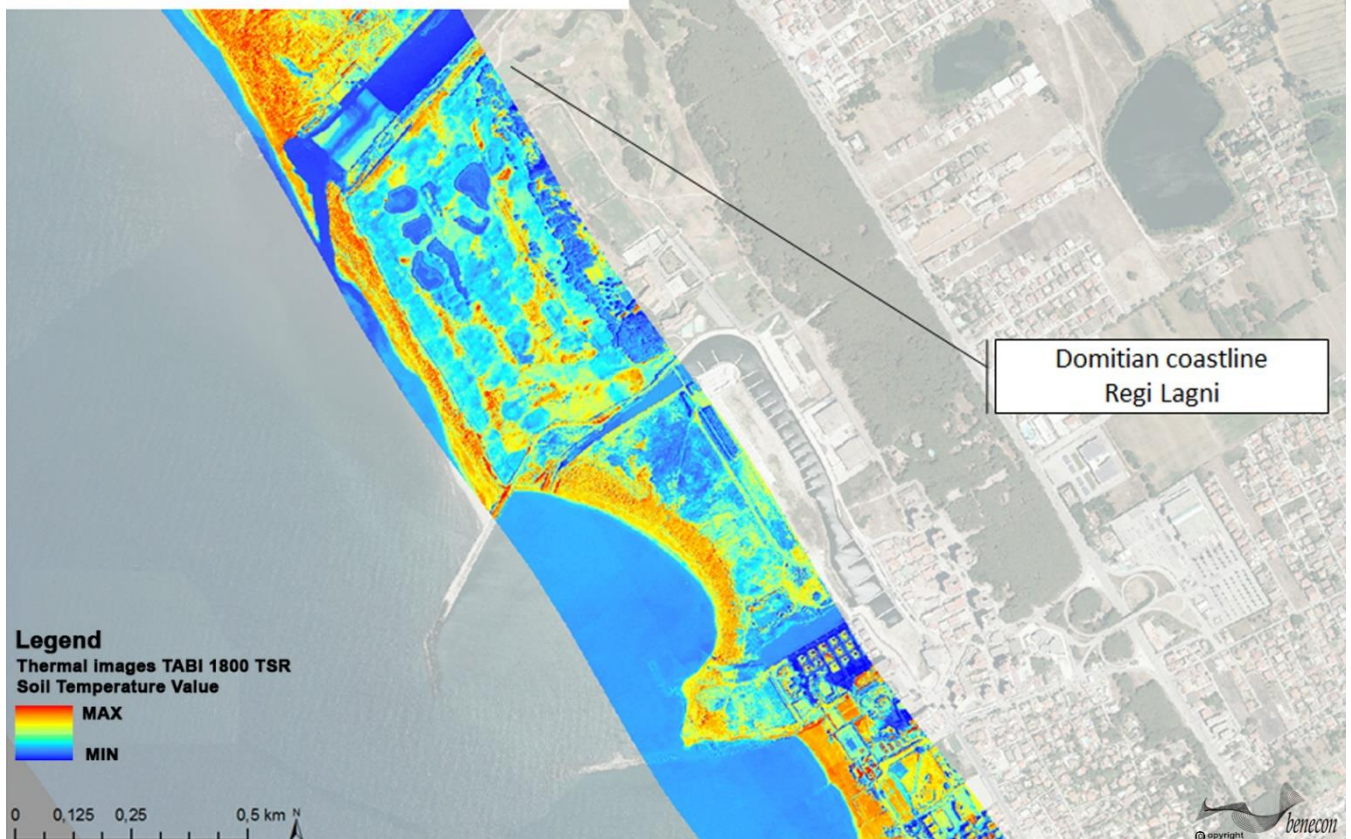 Domitian coastline
Regi Lagni
Legend
Thermal images TABI 1800 TSR
Soil Temperature Value
MAX
MIN
0 0,125 0,25 0,5 km N
benecon
© copyright